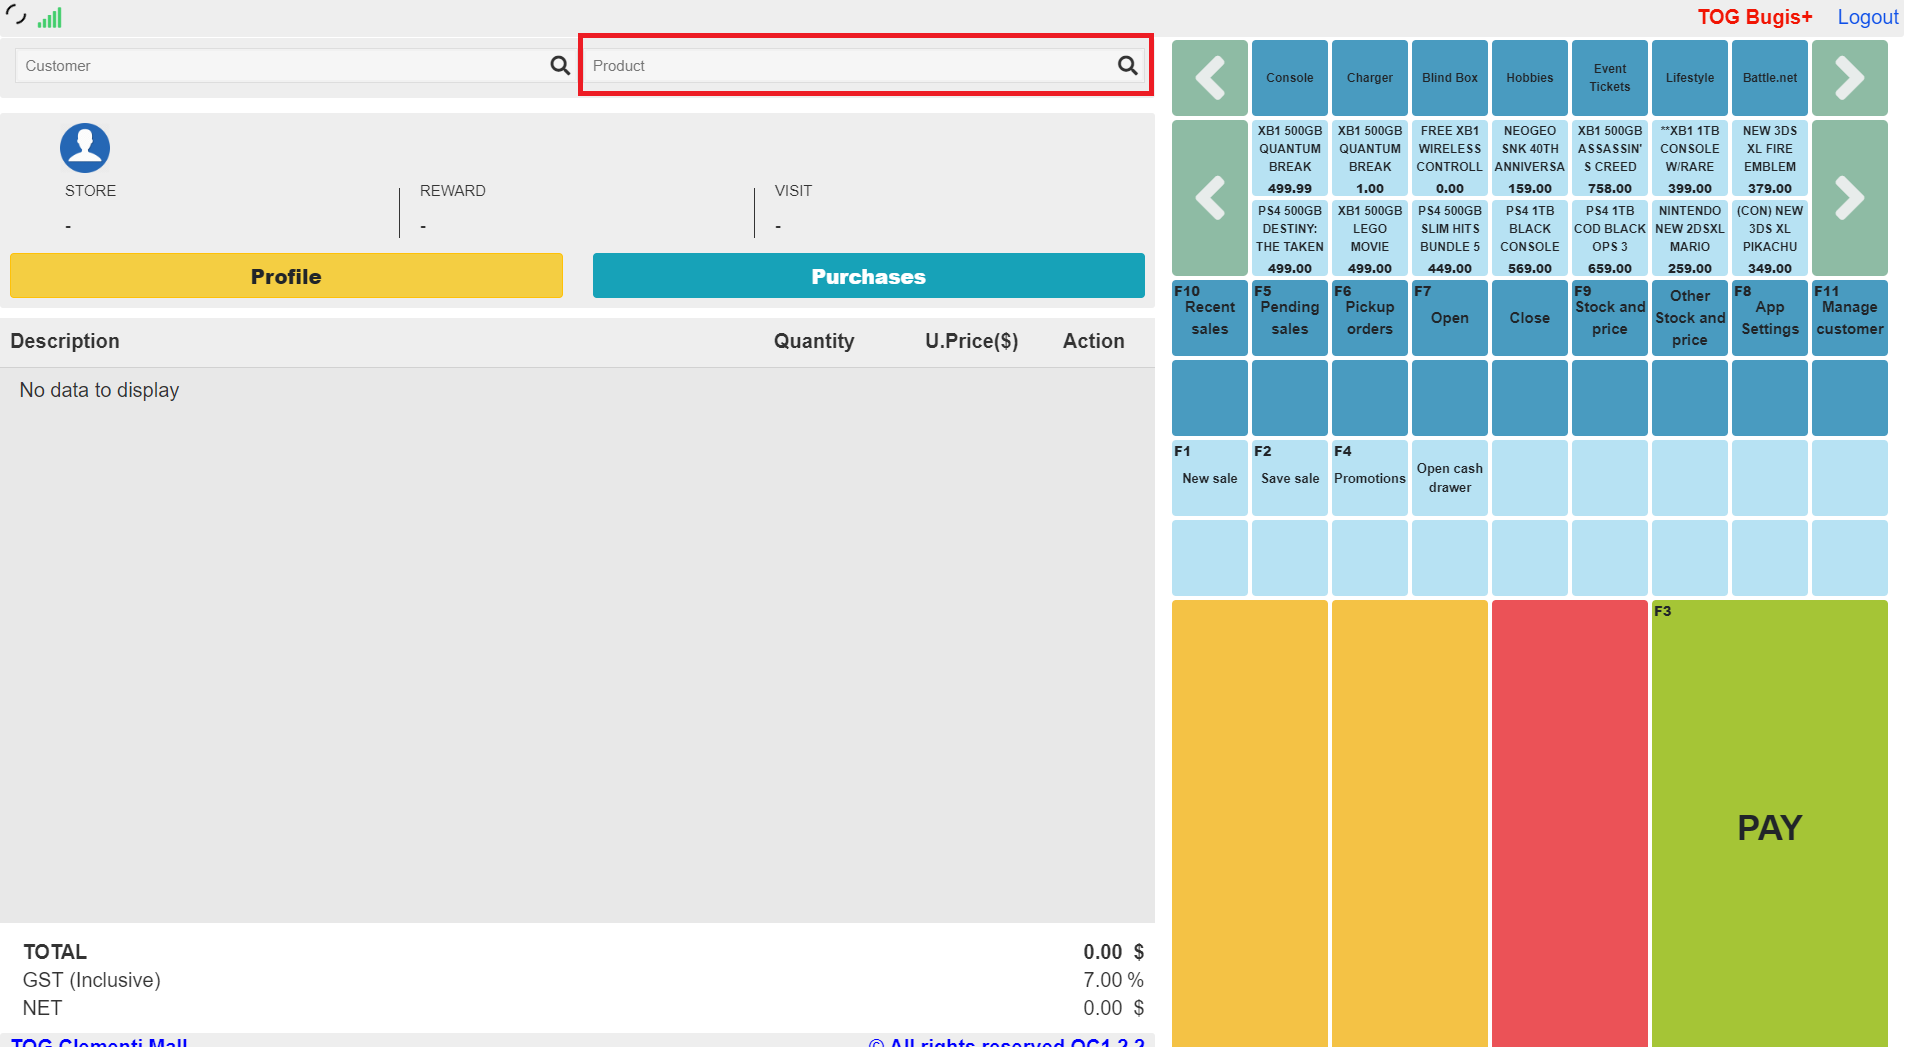 TOG Bugis+ Logout
Customer
Product
STORE
-
REWARD
-
VISIT
-
Profile
Purchases
Description Quantity U.Price($) Action
No data to display
TOTAL 0.00 $
GST (Inclusive) 7.00 %
NET 0.00 $
Console
Charger
Blind Box
Hobbies
Event
Tickets
Lifestyle
Battle.net
XB1 500GB
QUANTUM
BREAK
499.99
XB1 500GB
QUANTUM
BREAK
1.00
FREE XB1
WIRELESS
CONTROLL
0.00
NEOGEO
SNK 40TH
ANNIVERSA
159.00
XB1 500GB
ASSASSIN'
S CREED
758.00
**XB1 1TB
CONSOLE
W/RARE
399.00
NEW 3DS
XL FIRE
EMBLEM
379.00
PS4 500GB
DESTINY:
THE TAKEN
499.00
XB1 500GB
LEGO
MOVIE
499.00
PS4 500GB
SLIM HITS
BUNDLE 5
449.00
PS4 1TB
BLACK
CONSOLE
569.00
PS4 1TB
COD BLACK
OPS 3
659.00
NINTENDO
NEW 2DSXL
MARIO
259.00
(CON) NEW
3DS XL
PIKACHU
349.00
F10
Recent
sales
F5
Pending
sales
F6
Pickup
orders
F7
Open
Close
F9
Stock and
price
Other
Stock and
price
F8
App
Settings
F11
Manage
customer
F1
New sale
F2
Save sale
F4
Promotions
Open cash
drawer
F3
PAY
TOG Clementi Mall © All rights reserved OC1.2.2